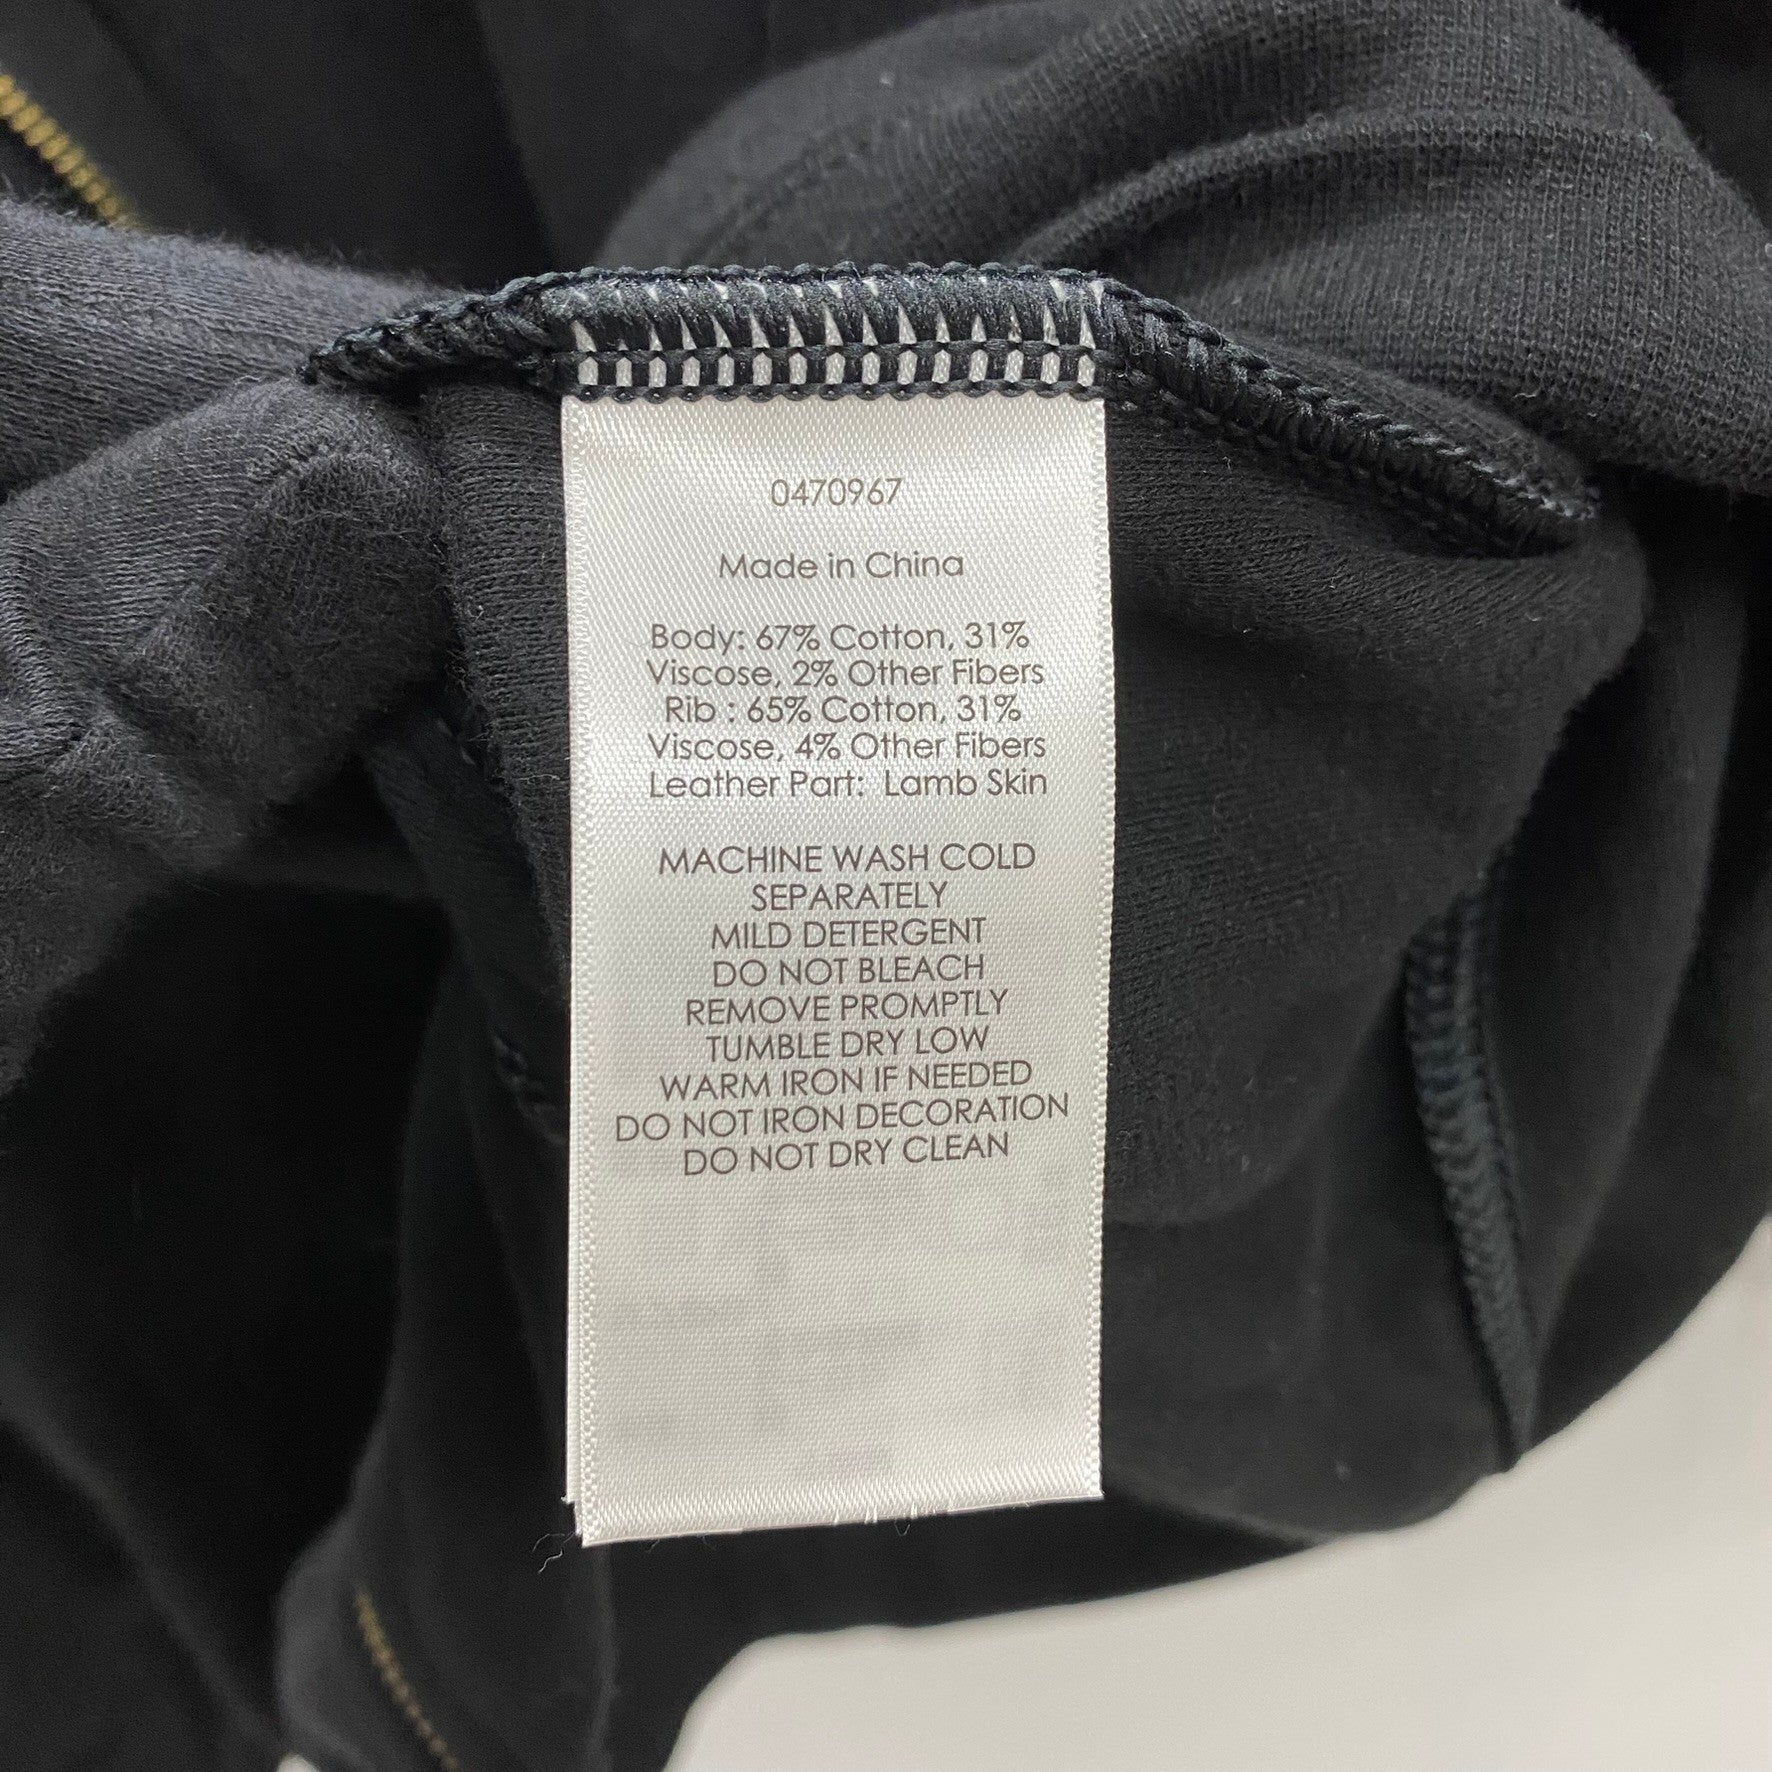 0470967
Made in China
Body: 67% Cotton, 31%
Viscose, 2% Other Fibers
Rib : 65% Cotton, 31%
Viscose, 4% Other Fibers
Leather Part: Lamb Skin
MACHINE WASH COLD
SEPARATELY
MILD DETERGENT
DO NOT BLEACH
REMOVE PROMPTLY
TUMBLE DRY LOW
WARM IRON IF NEEDED
DO NOT IRON DECORATION
DO NOT DRY CLEAN